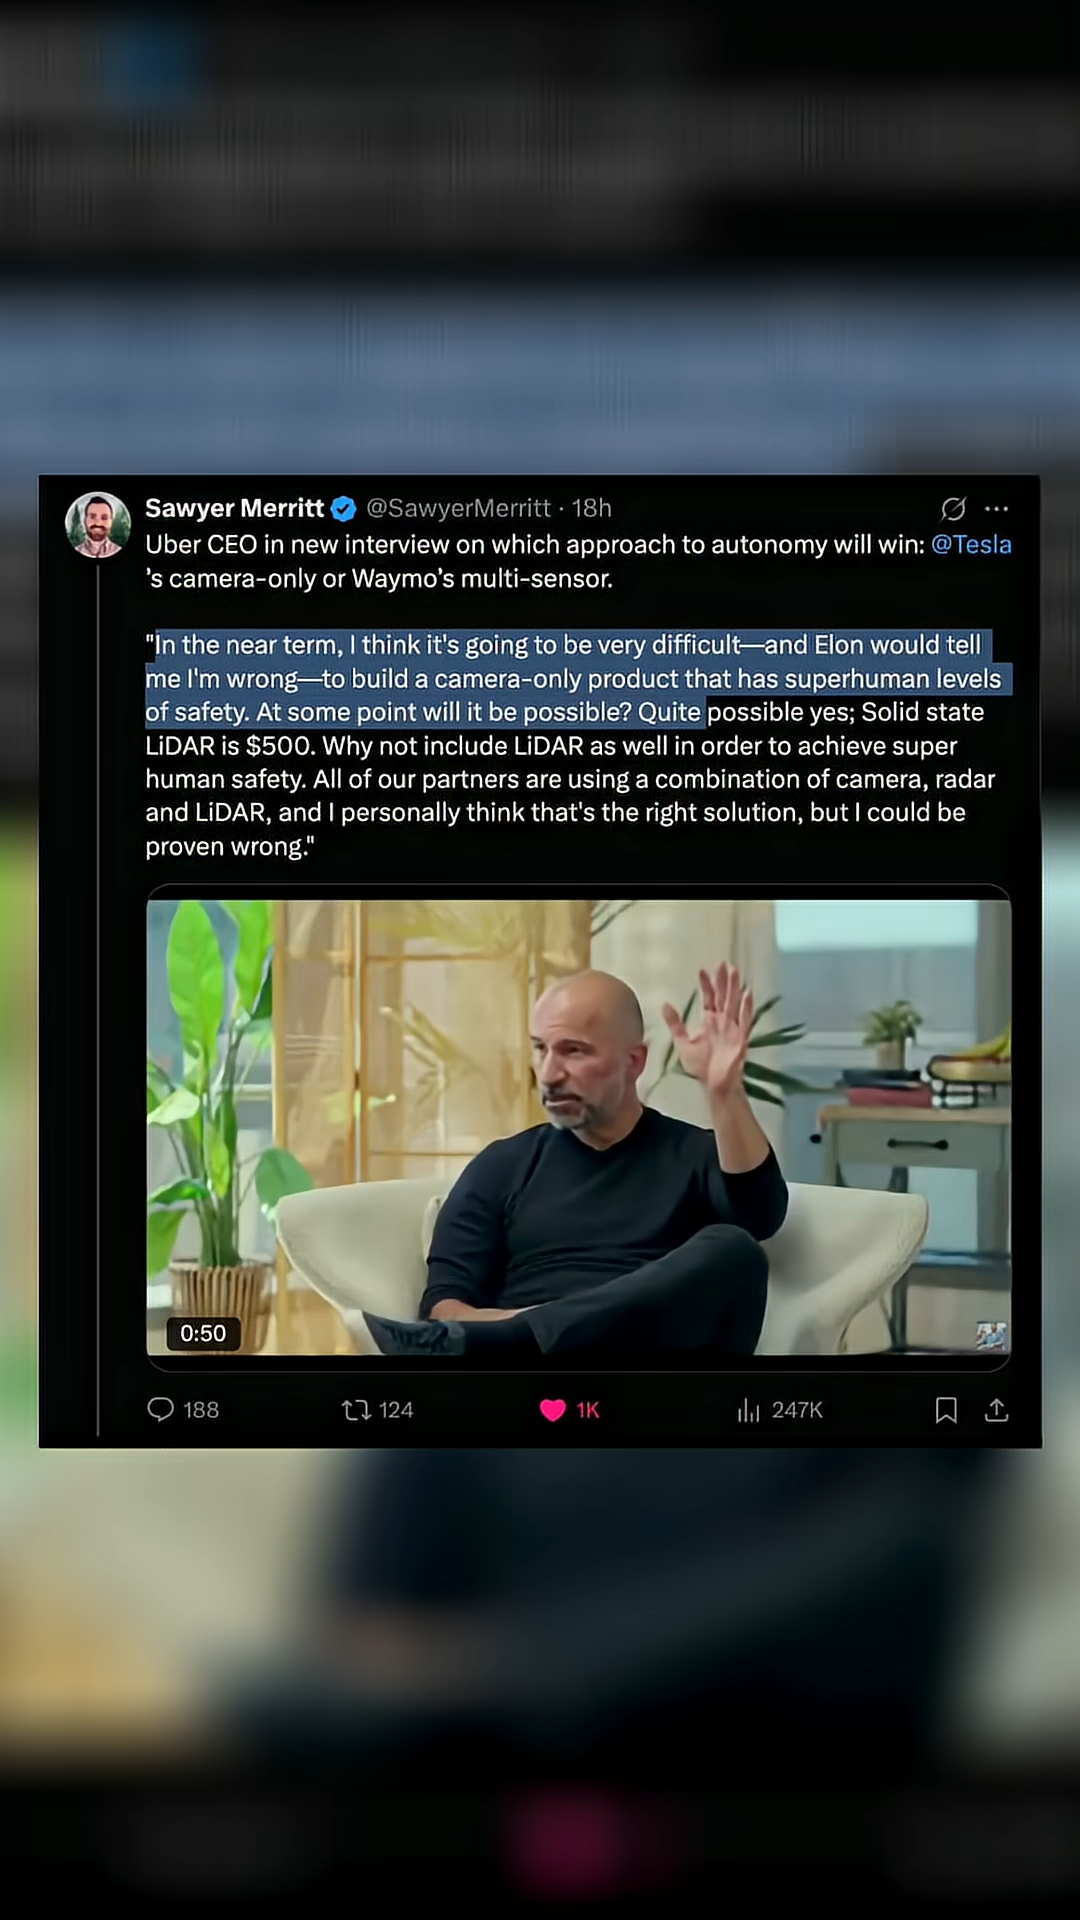 Sawyer Merritt @SawyerMerritt · 18h
Uber CEO in new interview on which approach to autonomy will win: @Tesla
's camera-only or Waymo's multi-sensor.
"In the near term, I think it's going to be very difficult—and Elon would tell
me I'm wrong—to build a camera-only product that has superhuman levels
of safety. At some point will it be possible? Quite possible yes; Solid state
LiDAR is $500. Why not include LiDAR as well in order to achieve super
human safety. All of our partners are using a combination of camera, radar
and LiDAR, and I personally think that's the right solution, but I could be
proven wrong."
0:50
188 124 1K 247K